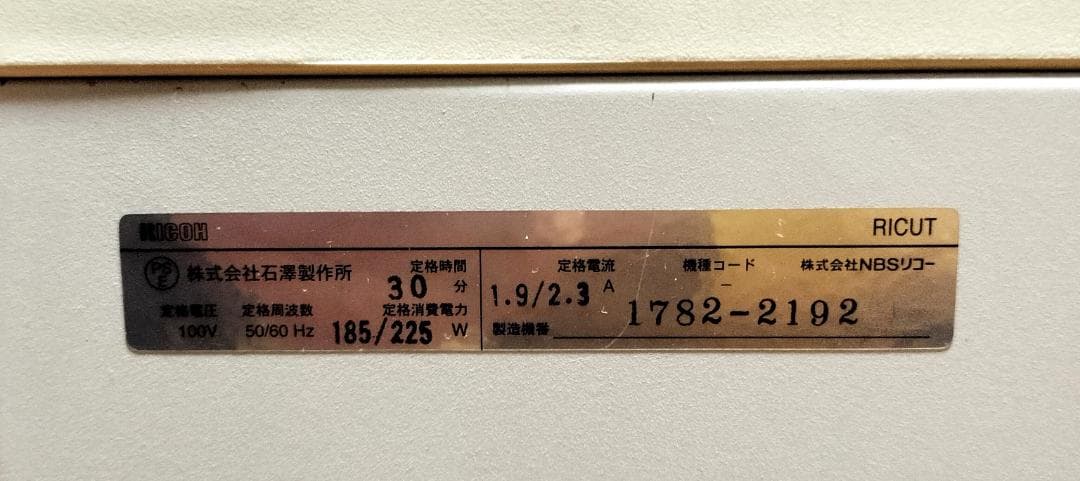 RICOH
RICUT
PSE 株式会社石澤製作所
定格時間
30 分
定格電圧 定格周波数 定格消費電力
100V 50/60 Hz 185/225 W
定格電流 機種コード 株式会社NBSリコー
1.9/2.3 A –
製造機番 1782-2192